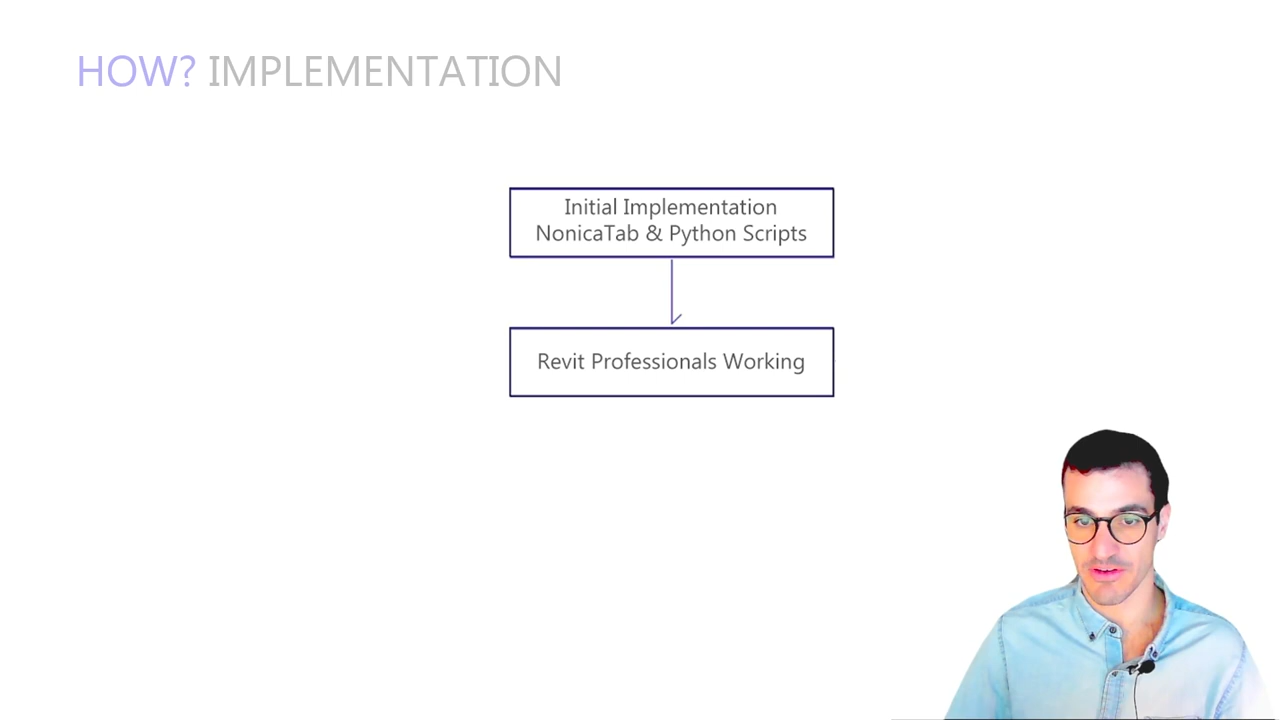 HOW? IMPLEMENTATION
Initial Implementation
NonicaTab & Python Scripts
Revit Professionals Working